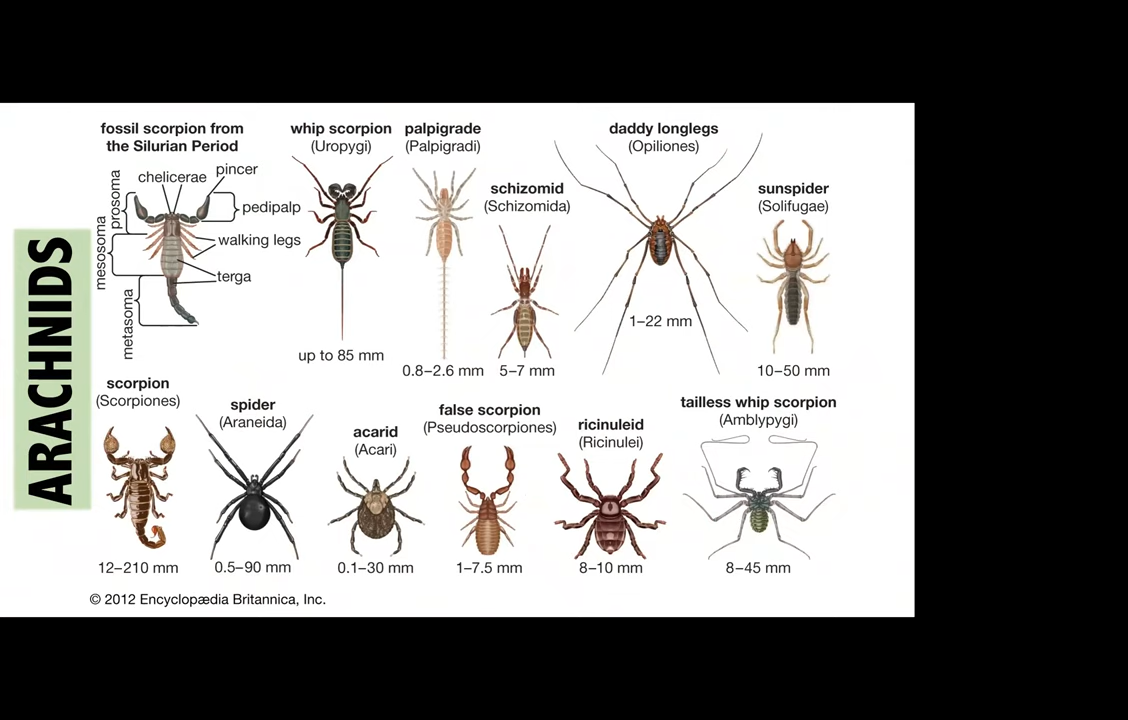 ARACHNIDS
fossil scorpion from
the Silurian Period
chelicerae
pincer
prosoma
pedipalp
mesosoma
walking legs
terga
metasoma
whip scorpion
(Uropygi)
up to 85 mm
palpigrade
(Palpigradi)
0.8–2.6 mm
schizomid
(Schizomida)
5–7 mm
daddy longlegs
(Opiliones)
1–22 mm
sunspider
(Solifugae)
10–50 mm
scorpion
(Scorpiones)
12–210 mm
spider
(Araneida)
0.5–90 mm
acarid
(Acari)
0.1–30 mm
false scorpion
(Pseudoscorpiones)
1–7.5 mm
ricinuleid
(Ricinulei)
8–10 mm
tailless whip scorpion
(Amblypygi)
8–45 mm
© 2012 Encyclopædia Britannica, Inc.